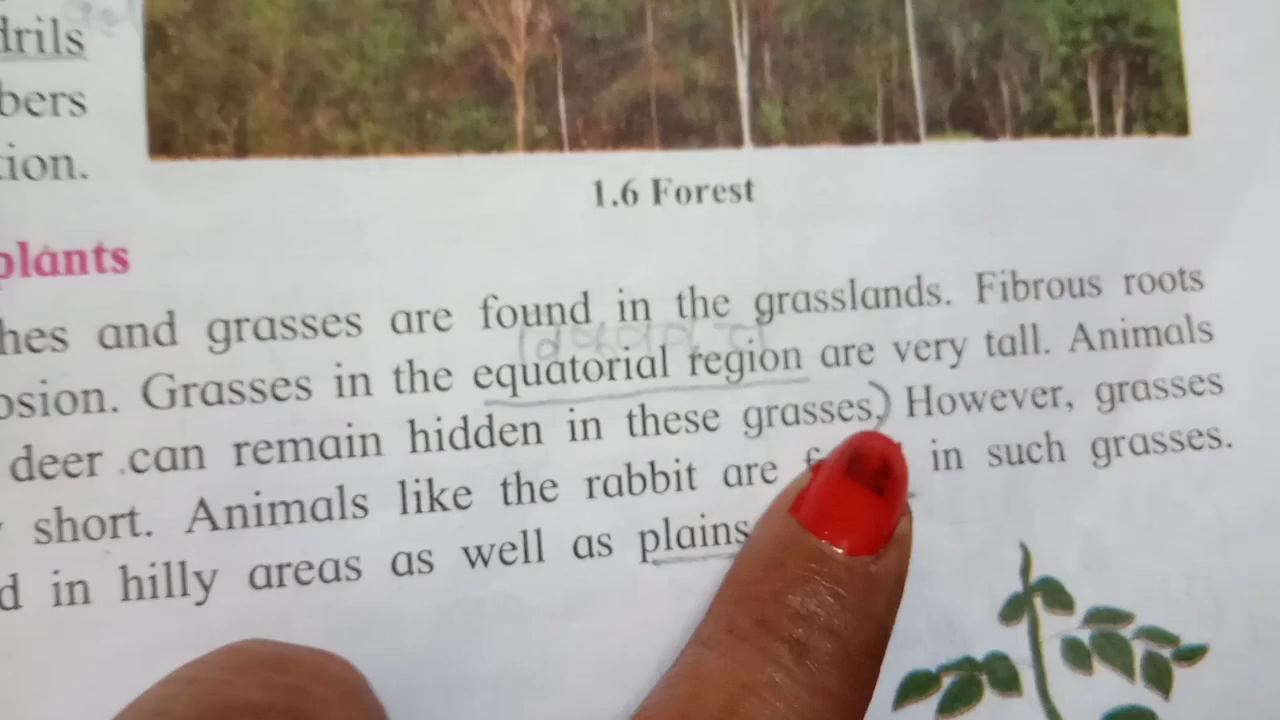 drils
bers
tion.
1.6 Forest
plants
hes and grasses are found in the grasslands. Fibrous roots
osion. Grasses in the equatorial region are very tall. Animals
deer can remain hidden in these grasses.) However, grasses
short. Animals like the rabbit are in such grasses.
d in hilly areas as well as plains